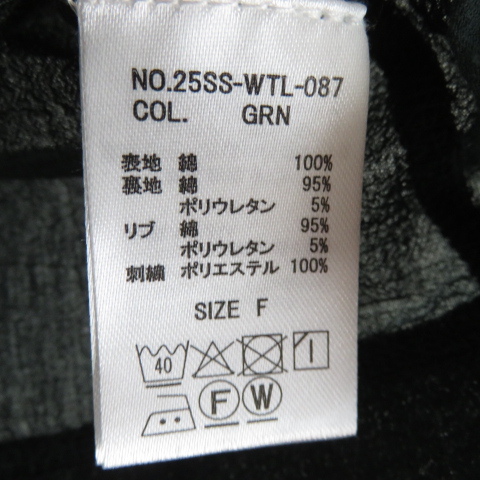 NO.25SS-WTL-087
COL. GRN
表地 綿 100%
裏地 綿 95%
ポリウレタン 5%
リブ 綿 95%
ポリウレタン 5%
刺繍 ポリエステル 100%
SIZE F
40
F W